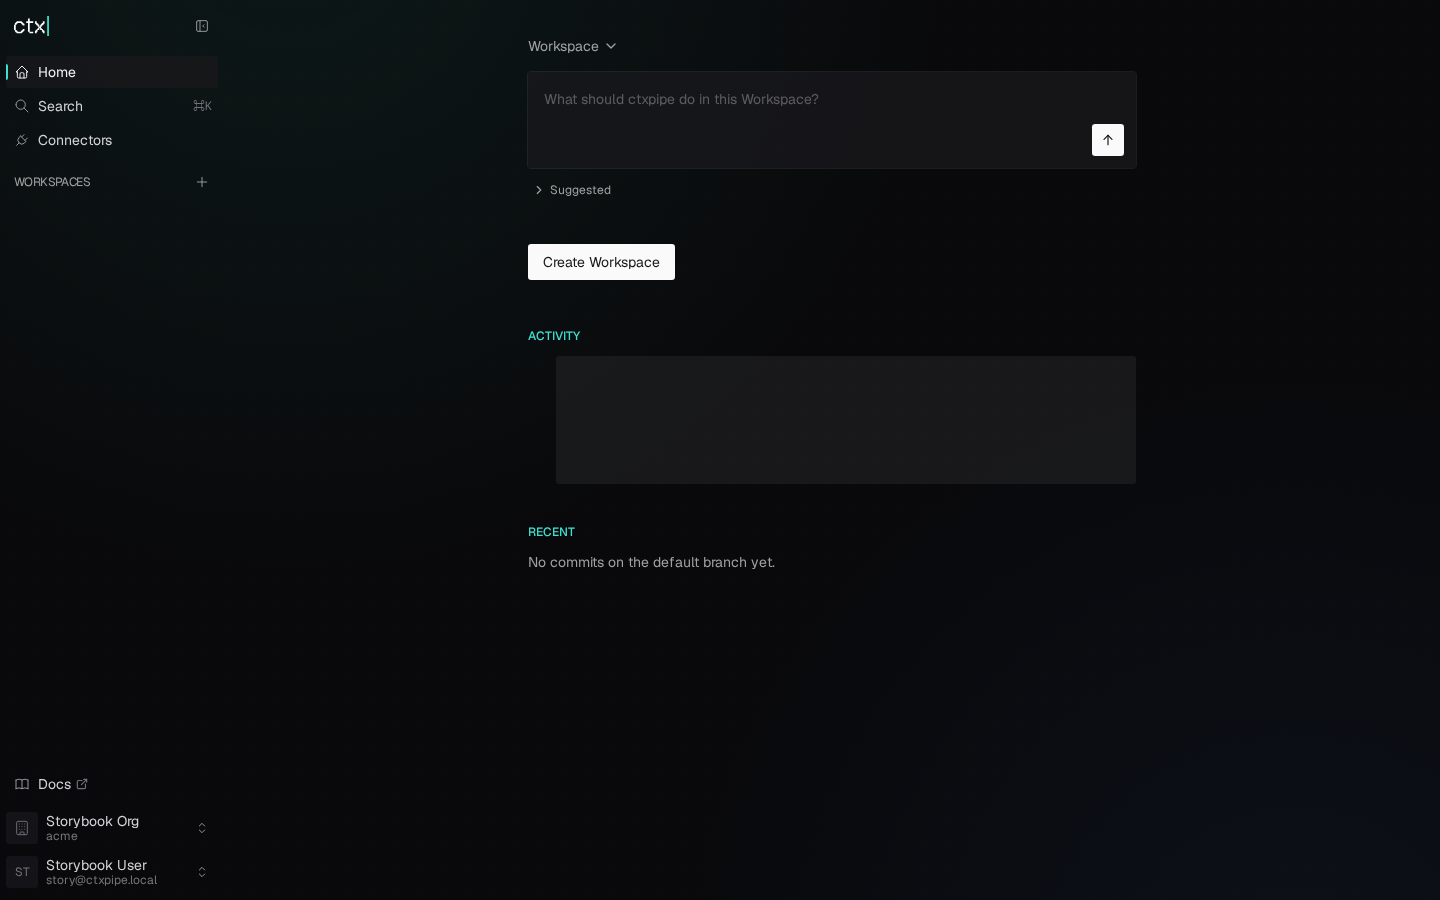 ctx
Home
Search ⌘K
Connectors
WORKSPACES
Workspace
What should ctxpipe do in this Workspace?
Suggested
Create Workspace
ACTIVITY
RECENT
No commits on the default branch yet.
Docs
Storybook Org
acme
ST
Storybook User
story@ctxpipe.local